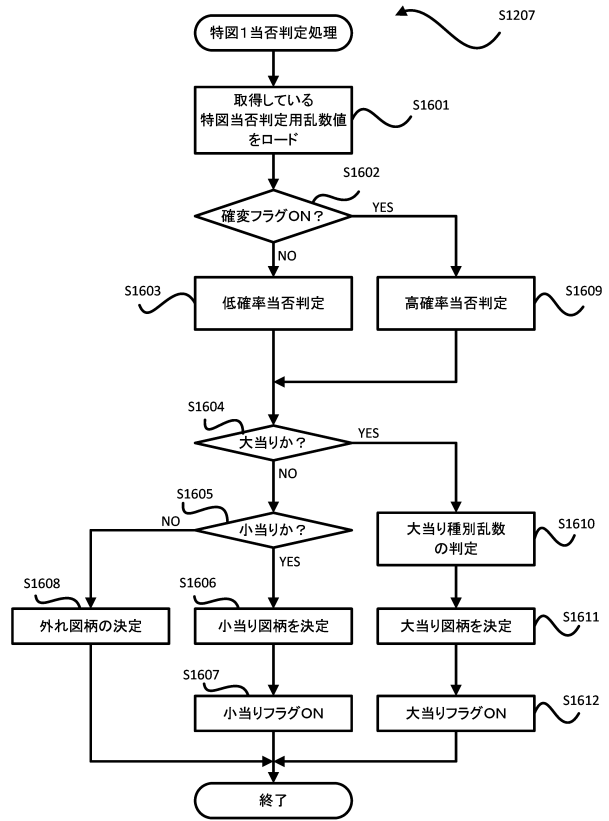 特図１当否判定処理
S1207
取得している
特図当否判定用乱数値
をロード
S1601
S1602
確変フラグＯＮ？
YES
NO
S1603
低確率当否判定
高確率当否判定
S1609
S1604
大当りか？
YES
NO
S1605
小当りか？
NO
YES
大当り種別乱数
の判定
S1610
S1608
外れ図柄の決定
S1606
小当り図柄を決定
大当り図柄を決定
S1611
S1607
小当りフラグＯＮ
大当りフラグＯＮ
S1612
終了